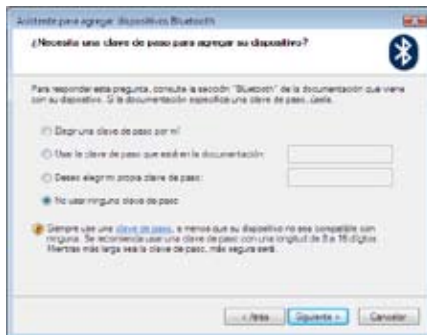 Asistente para agregar dispositivos Bluetooth
¿Necesita una clave de paso para agregar su dispositivo?
Para responder esta pregunta, consulte la sección "Bluetooth" de la documentación que viene
con su dispositivo. Si la documentación especifica una clave de paso, úsela.
Elegir una clave de paso por mí
Usar la clave de paso que está en la documentación:
Deseo elegir mi propia clave de paso:
No usar ninguna clave de paso
Siempre use una clave de paso, a menos que su dispositivo no sea compatible con
ninguna. Se recomienda usar una clave de paso con una longitud de 8 a 16 dígitos.
Mientras más larga sea la clave de paso, más segura será.
< Atrás
Siguiente >
Cancelar